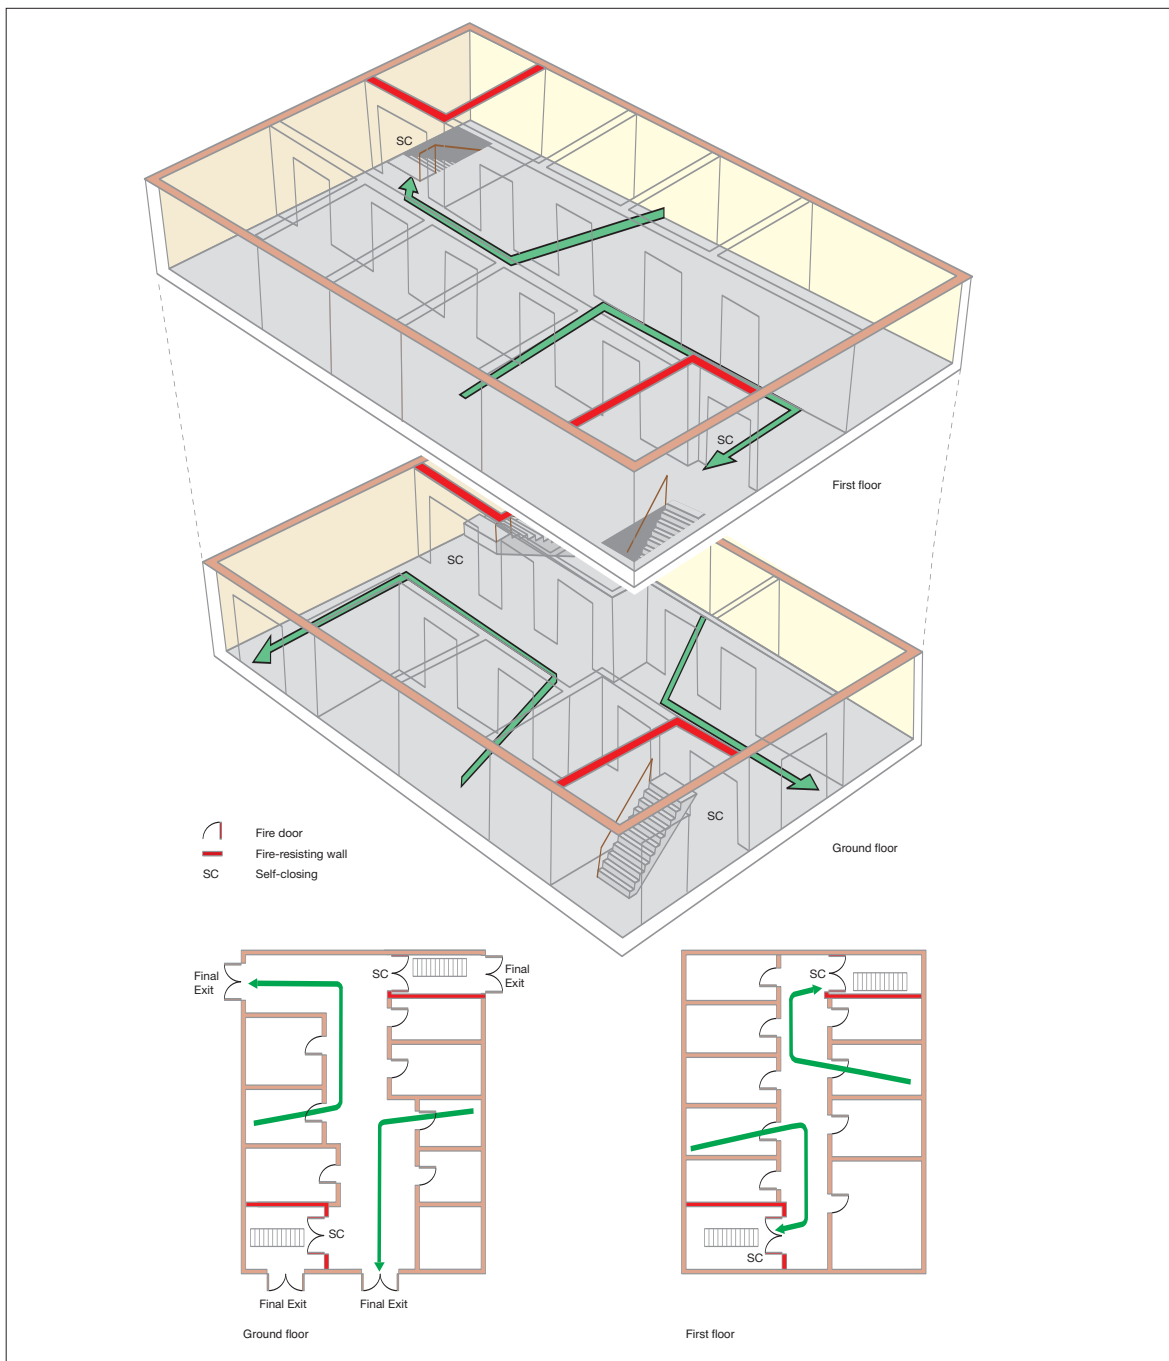 SC
SC
First floor
SC
SC
Ground floor
Fire door
Fire-resisting wall
SC
Self-closing
Final
Exit
SC
Final
Exit
SC
Final Exit
Final Exit
Ground floor
SC
SC
First floor